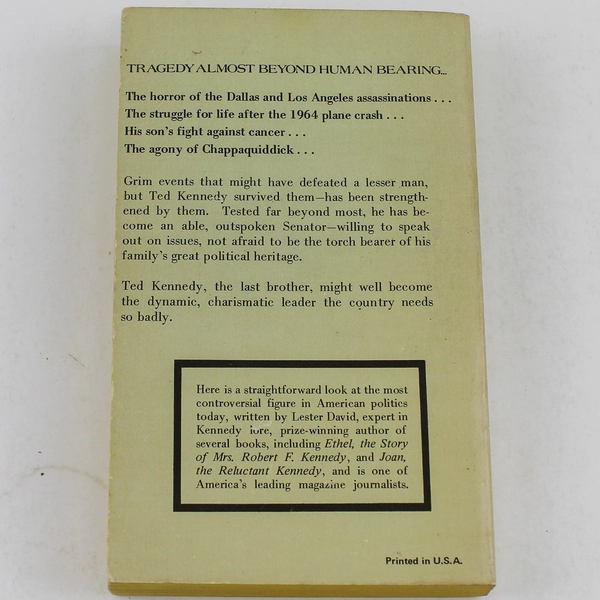 TRAGEDY ALMOST BEYOND HUMAN BEARING...
The horror of the Dallas and Los Angeles assassinations . . .
The struggle for life after the 1964 plane crash . . .
His son's fight against cancer . . .
The agony of Chappaquiddick . . .
Grim events that might have defeated a lesser man,
but Ted Kennedy survived them—has been strength-
ened by them. Tested far beyond most, he has be-
come an able, outspoken Senator—willing to speak
out on issues, not afraid to be the torch bearer of his
family's great political heritage.
Ted Kennedy, the last brother, might well become
the dynamic, charismatic leader the country needs
so badly.
Here is a straightforward look at the most
controversial figure in American politics
today, written by Lester David, expert in
Kennedy lore, prize-winning author of
several books, including Ethel, the Story
of Mrs. Robert F. Kennedy, and Joan,
the Reluctant Kennedy, and is one of
America's leading magazine journalists.
Printed in U.S.A.